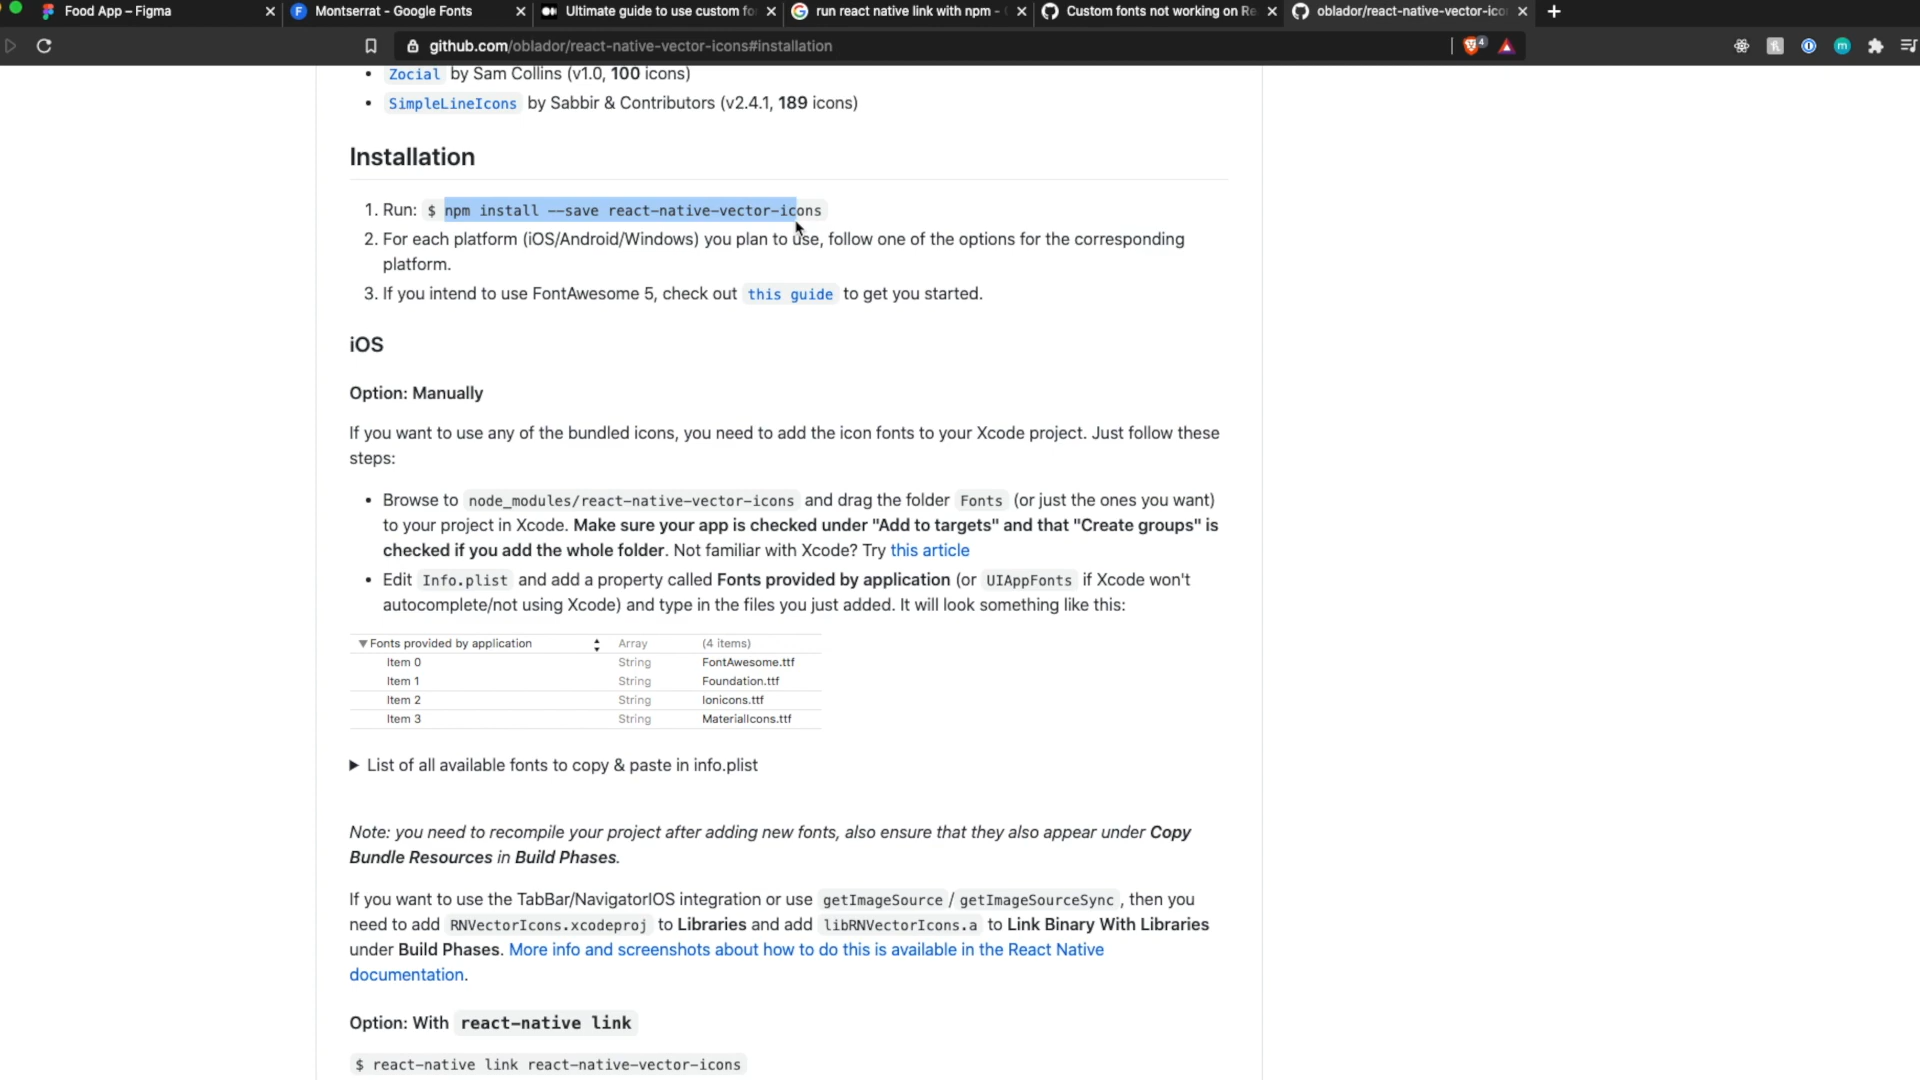 Food App – Figma
Montserrat - Google Fonts
Ultimate guide to use custom fo
run react native link with npm -
Custom fonts not working on Re
oblador/react-native-vector-ico
github.com/oblador/react-native-vector-icons#installation
4
m
• Zocial by Sam Collins (v1.0, 100 icons)
• SimpleLineIcons by Sabbir & Contributors (v2.4.1, 189 icons)
Installation
1. Run: $ npm install --save react-native-vector-icons
2. For each platform (iOS/Android/Windows) you plan to use, follow one of the options for the corresponding
platform.
3. If you intend to use FontAwesome 5, check out this guide to get you started.
iOS
Option: Manually
If you want to use any of the bundled icons, you need to add the icon fonts to your Xcode project. Just follow these
steps:
• Browse to node_modules/react-native-vector-icons and drag the folder Fonts (or just the ones you want)
to your project in Xcode. Make sure your app is checked under "Add to targets" and that "Create groups" is
checked if you add the whole folder. Not familiar with Xcode? Try this article
• Edit Info.plist and add a property called Fonts provided by application (or UIAppFonts if Xcode won't
autocomplete/not using Xcode) and type in the files you just added. It will look something like this:
▼Fonts provided by application Array (4 items)
Item 0 String FontAwesome.ttf
Item 1 String Foundation.ttf
Item 2 String Ionicons.ttf
Item 3 String MaterialIcons.ttf
▶ List of all available fonts to copy & paste in info.plist
Note: you need to recompile your project after adding new fonts, also ensure that they also appear under Copy
Bundle Resources in Build Phases.
If you want to use the TabBar/NavigatorIOS integration or use getImageSource / getImageSourceSync , then you
need to add RNVectorIcons.xcodeproj to Libraries and add libRNVectorIcons.a to Link Binary With Libraries
under Build Phases. More info and screenshots about how to do this is available in the React Native
documentation.
Option: With react-native link
$ react-native link react-native-vector-icons